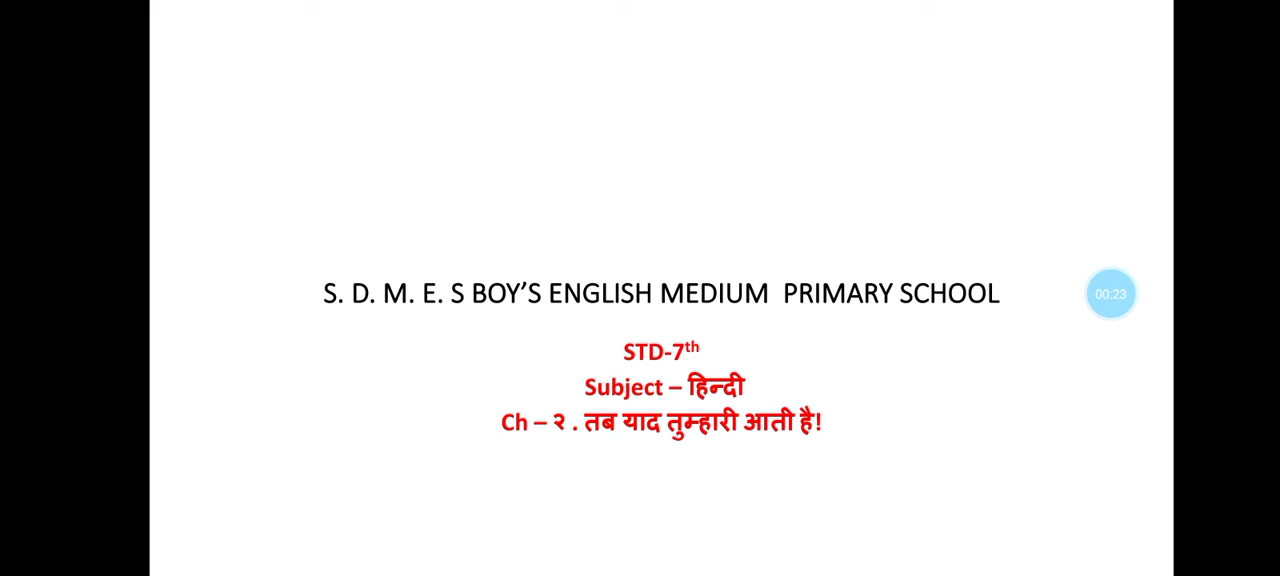 S. D. M. E. S BOY’S ENGLISH MEDIUM  PRIMARY SCHOOL
00:23
STD-7th
Subject – हिन्दी
Ch – २ . तब याद तुम्हारी आती है!